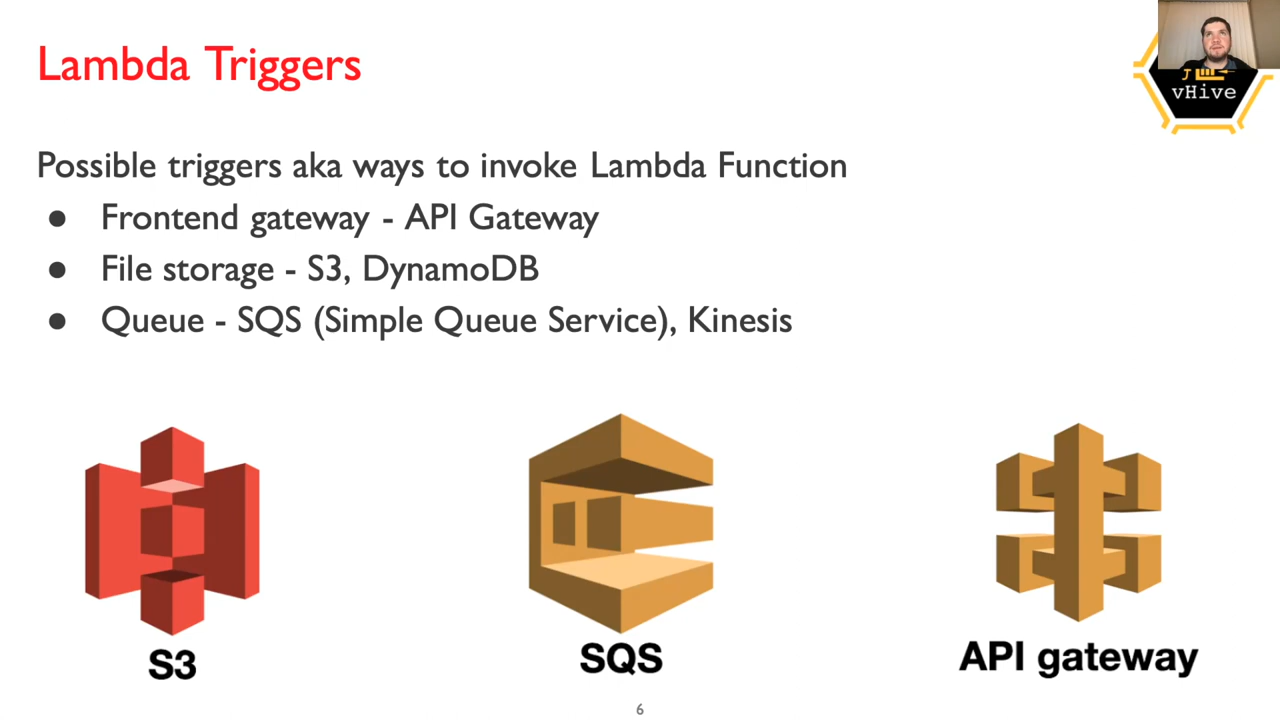 Lambda Triggers
vHive
Possible triggers aka ways to invoke Lambda Function
● Frontend gateway - API Gateway
● File storage - S3, DynamoDB
● Queue - SQS (Simple Queue Service), Kinesis
S3
SQS
API gateway
6